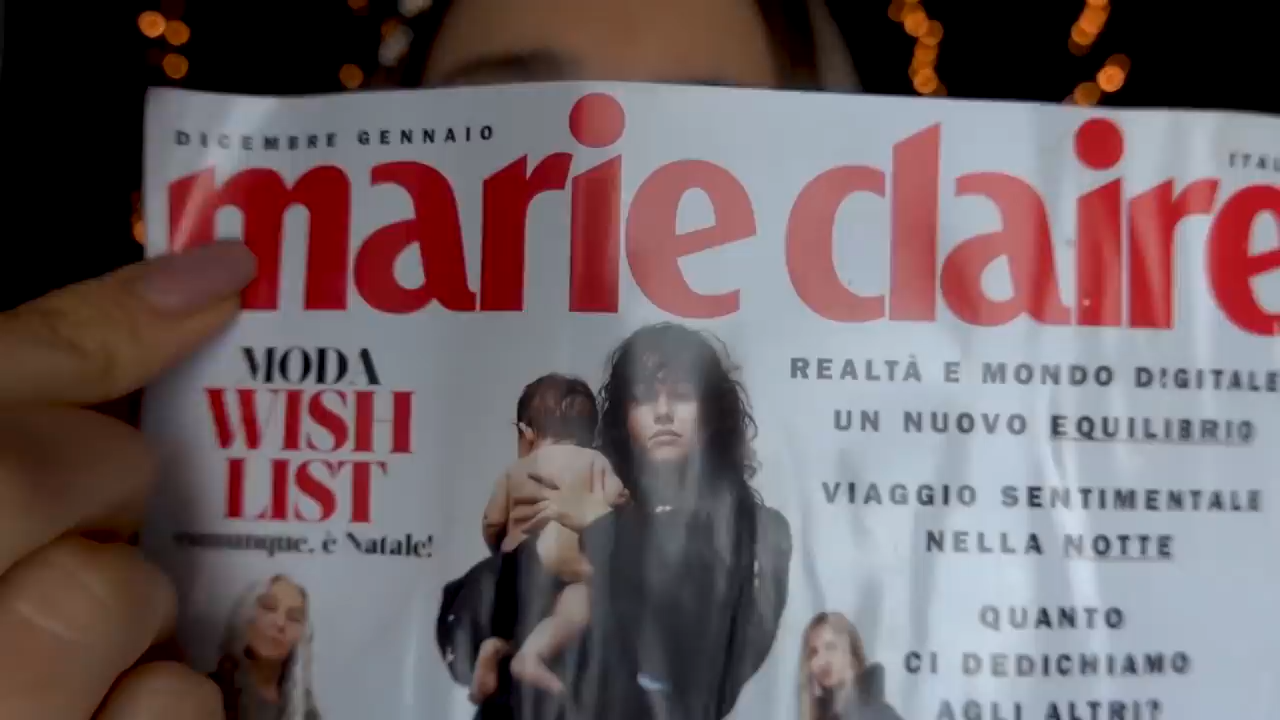 DICEMBRE GENNAIO
marie claire
MODA
WISH
LIST
è Natale!
REALTÀ E MONDO DIGITALE
UN NUOVO EQUILIBRIO
VIAGGIO SENTIMENTALE
NELLA NOTTE
QUANTO
CI DEDICHIAMO
AGLI ALTRI?